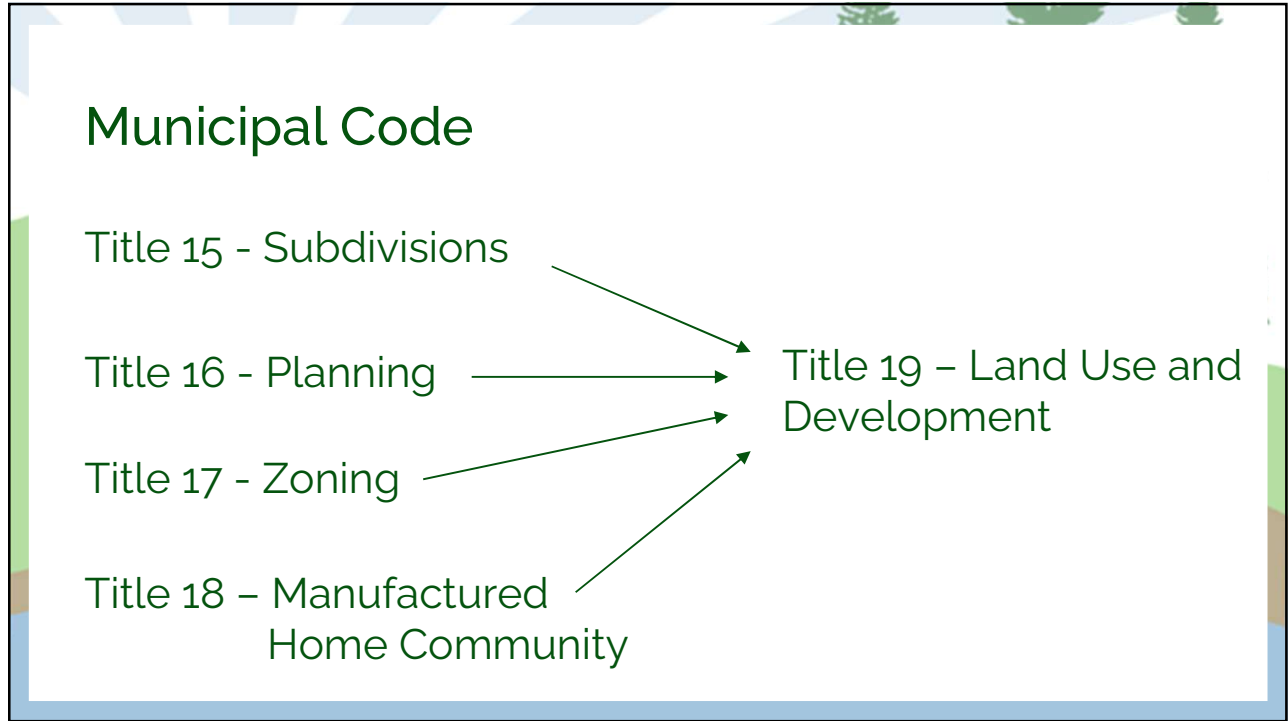 Municipal Code
Title 15 - Subdivisions
Title 16 - Planning
Title 17 - Zoning
Title 18 – Manufactured
Home Community
Title 19 – Land Use and
Development